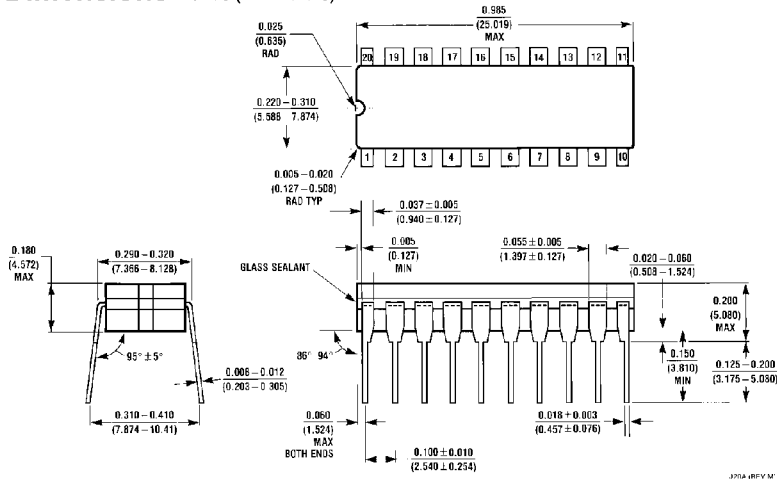 0.985
(25.019)
MAX
0.025
(0.635)
RAD
20 19 18 17 16 15 14 13 12 11
0.220 – 0.310
(5.588 7.874)
1 2 3 4 5 6 7 8 9 10
0.005 – 0.020
(0.127 – 0.508)
RAD TYP
0.037 ± 0.005
(0.940 ± 0.127)
0.180
(4.572)
MAX
0.290 – 0.320
(7.366 – 8.128)
GLASS SEALANT
0.005
(0.127)
MIN
0.055 ± 0.005
(1.397 ± 0.127)
0.020 – 0.060
(0.508 – 1.524)
0.200
(5.080)
MAX
95° ± 5°
86° 94°
0.150
(3.810)
MIN
0.125 – 0.200
(3.175 – 5.080)
0.008 – 0.012
(0.203 – 0.305)
0.310 – 0.410
(7.874 – 10.41)
0.060
(1.524)
MAX
BOTH ENDS
0.018 ± 0.003
(0.457 ± 0.076)
0.100 ± 0.010
(2.540 ± 0.254)
J20A (REV M)